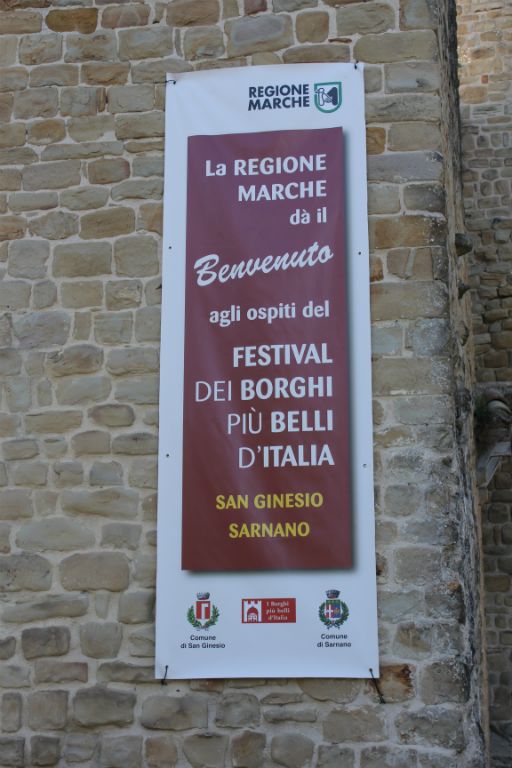 REGIONE
MARCHE
La REGIONE
MARCHE
dà il
Benvenuto
agli ospiti del
FESTIVAL
DEI BORGHI
PIÙ BELLI
D'ITALIA
SAN GINESIO
SARNANO
Comune
di San Ginesio
I Borghi
più belli
d'Italia
Comune
di Sarnano